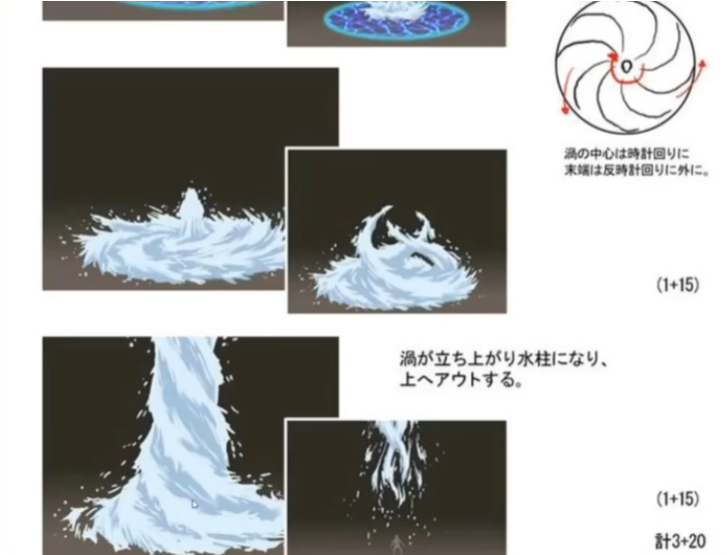 渦の中心は時計回りに
末端は反時計回りに外に。
(1+15)
渦が立ち上がり水柱になり、
上へアウトする。
(1+15)
計3+20